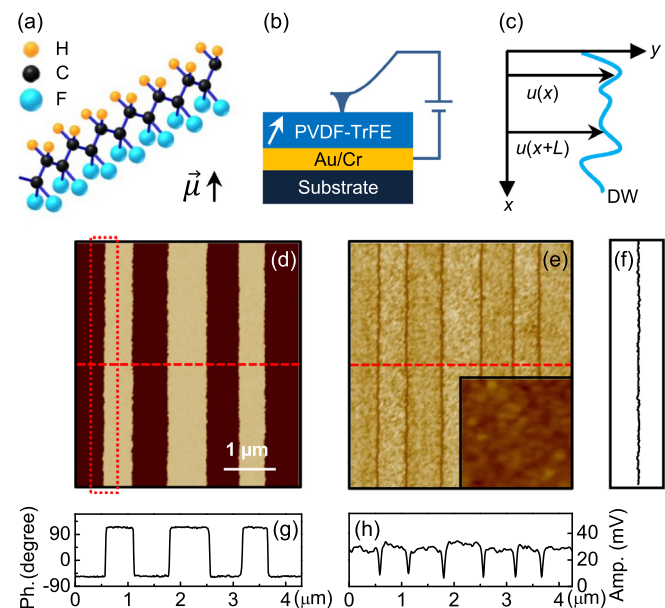 (a)
H
C
F
μ⃗
(b)
PVDF-TrFE
Au/Cr
Substrate
(c)
y
u(x)
u(x+L)
x
DW
(d)
1 μm
(e)
(f)
(g)
Ph.(degree)
90
0
-90
0 1 2 3 4 (μm)
(h)
40
20
0
Amp. (mV)
0 1 2 3 4 (μm)